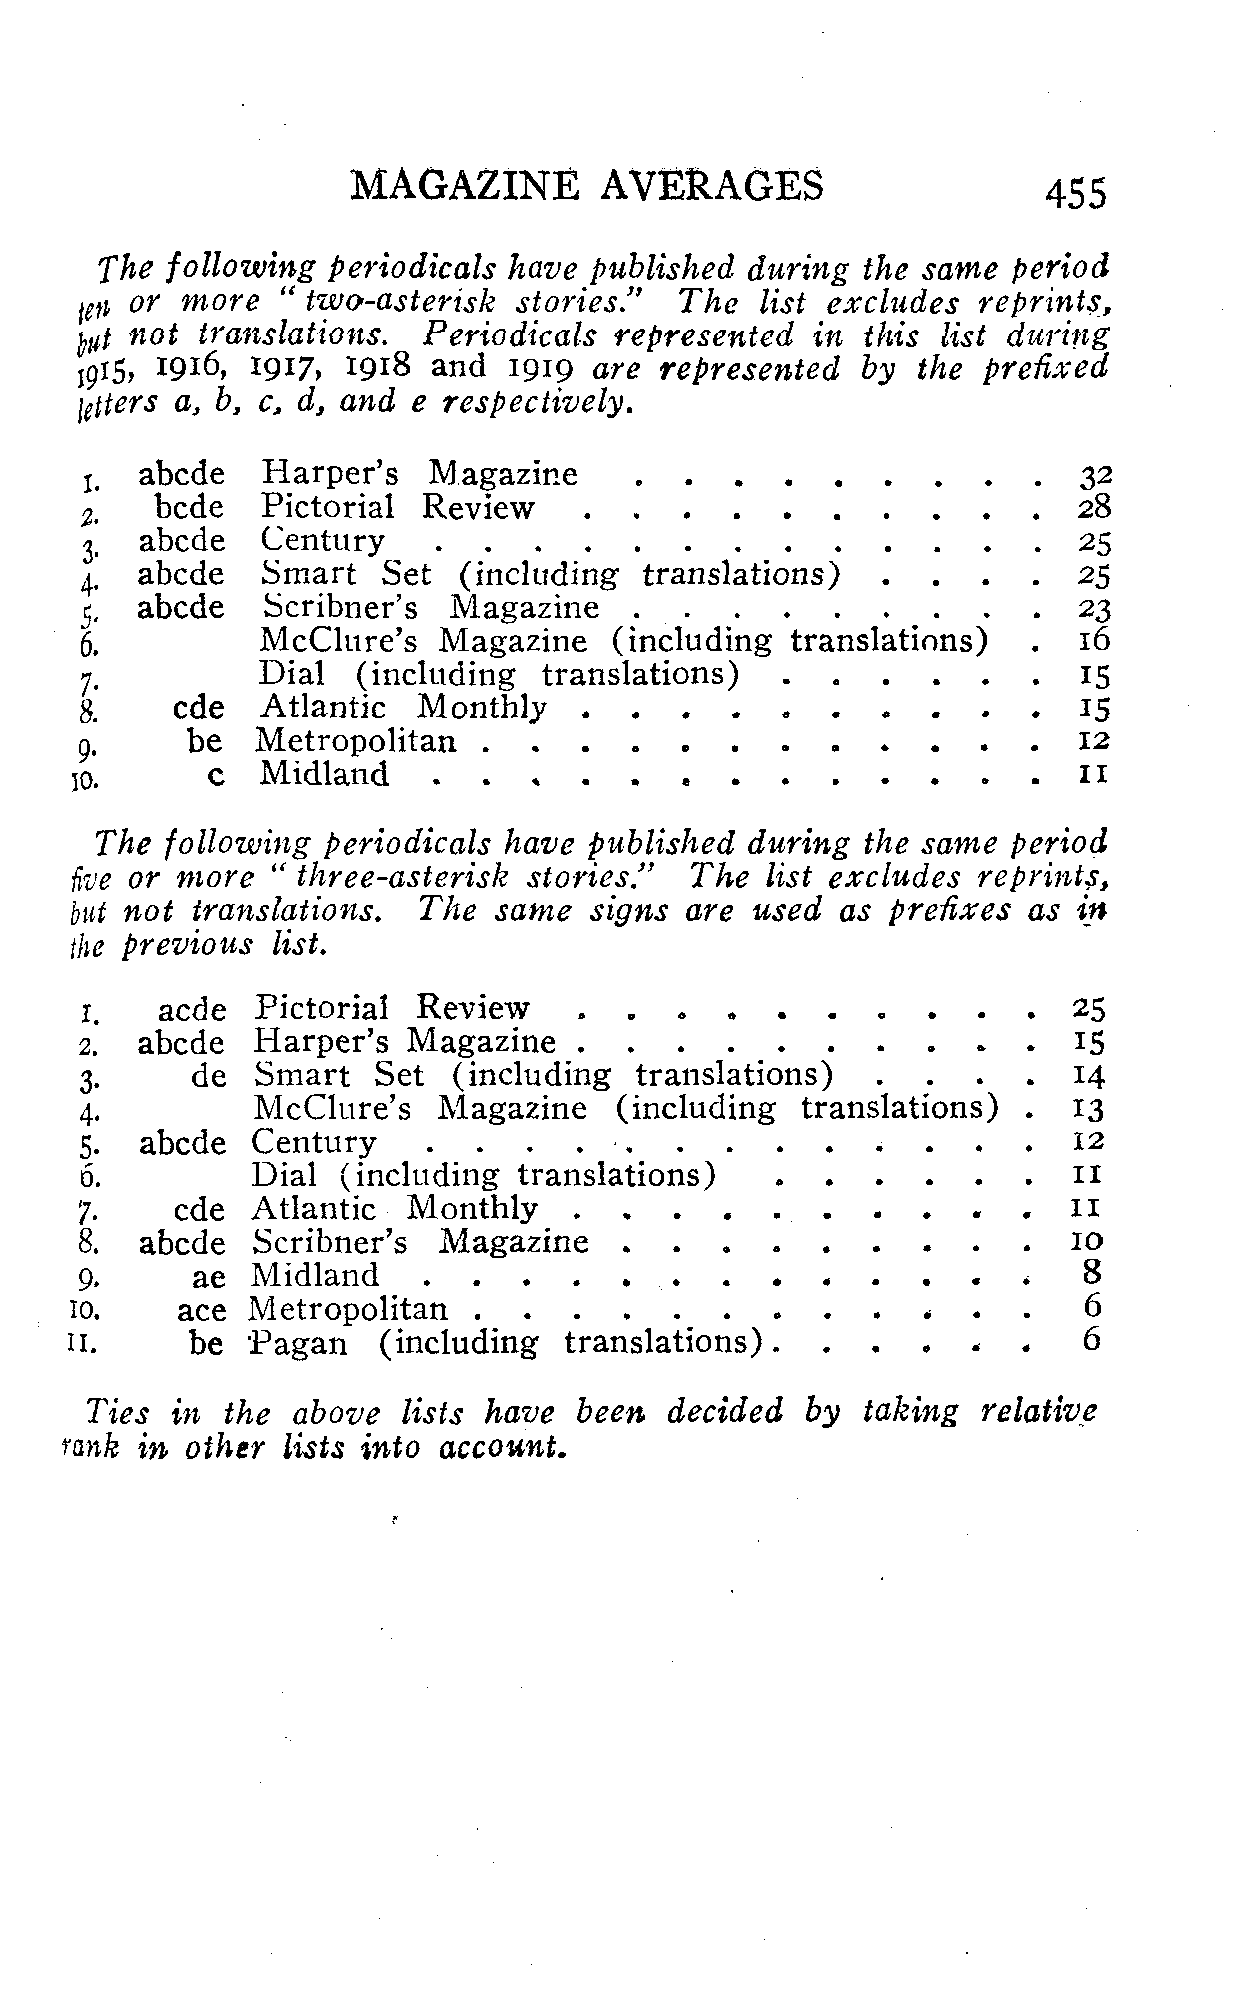 MAGAZINE AVERAGES 455
The following periodicals have published during the same period
ten or more “ two-asterisk stories.” The list excludes reprints,
but not translations. Periodicals represented in this list during
1915, 1916, 1917, 1918 and 1919 are represented by the prefixed
letters a, b, c, d, and e respectively.
1. abcde Harper's Magazine . . . . . . . . . 32
2. bcde Pictorial Review . . . . . . . . . . 28
3. abcde Century . . . . . . . . . . . . . 25
4. abcde Smart Set (including translations) . . . . 25
5. abcde Scribner's Magazine . . . . . . . . . 23
6. McClure's Magazine (including translations) . 16
7. Dial (including translations) . . . . . . 15
8. cde Atlantic Monthly . . . . . . . . . . 15
9. be Metropolitan . . . . . . . . . . . . 12
10. c Midland . . . . . . . . . . . . . 11
The following periodicals have published during the same period
five or more “ three-asterisk stories.” The list excludes reprints,
but not translations. The same signs are used as prefixes as in
the previous list.
1. acde Pictorial Review . . . . . . . . . . 25
2. abcde Harper's Magazine . . . . . . . . . . 15
3. de Smart Set (including translations) . . . . 14
4. McClure's Magazine (including translations) . 13
5. abcde Century . . . . . . . . . . . . . 12
6. Dial (including translations) . . . . . . 11
7. cde Atlantic Monthly . . . . . . . . . . 11
8. abcde Scribner's Magazine . . . . . . . . . 10
9. ae Midland . . . . . . . . . . . . . 8
10. ace Metropolitan . . . . . . . . . . . . 6
11. be Pagan (including translations) . . . . . . 6
Ties in the above lists have been decided by taking relative
rank in other lists into account.